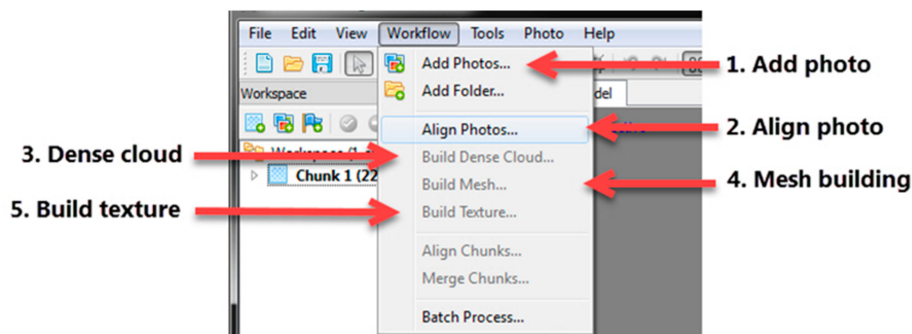 File Edit View Workflow Tools Photo Help
Add Photos...
1. Add photo
Workspace
Add Folder...
Align Photos...
2. Align photo
3. Dense cloud
Build Dense Cloud...
Chunk 1 (22
Build Mesh...
4. Mesh building
5. Build texture
Build Texture...
Align Chunks...
Merge Chunks...
Batch Process...